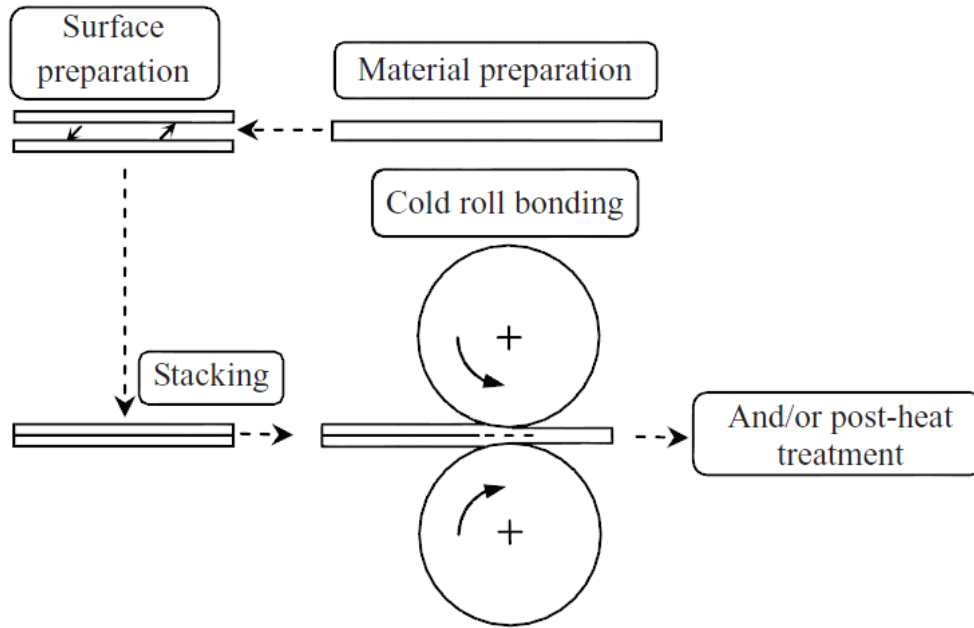 Surface
preparation
Material preparation
Cold roll bonding
Stacking
And/or post-heat
treatment